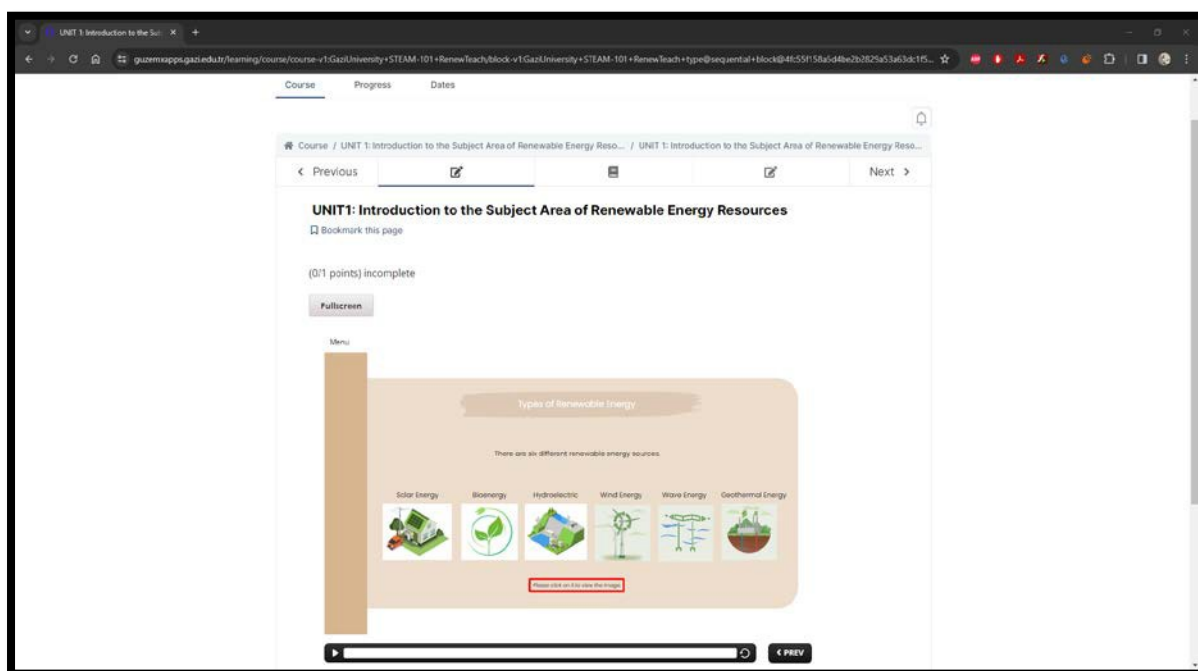 UNIT 1: Introduction to the Sub
guzemxapps.gazi.edu.tr/learning/course/course-v1:GaziUniversity+STEAM-101+RenewTeach/block-v1:GaziUniversity+STEAM-101+RenewTeach+type@sequential+block@
Course Progress Dates
Course / UNIT 1: Introduction to the Subject Area of Renewable Energy Reso... / UNIT 1: Introduction to the Subject Area of Renewable Energy Reso...
Previous Next
UNIT1: Introduction to the Subject Area of Renewable Energy Resources
Bookmark this page
(0/1 points) incomplete
Fullscreen
Menu
Types of Renewable Energy
There are six different renewable energy sources.
Solar Energy Bioenergy Hydroelectric Wind Energy Wave Energy Geothermal Energy
Please click on it to view the image.
PREV